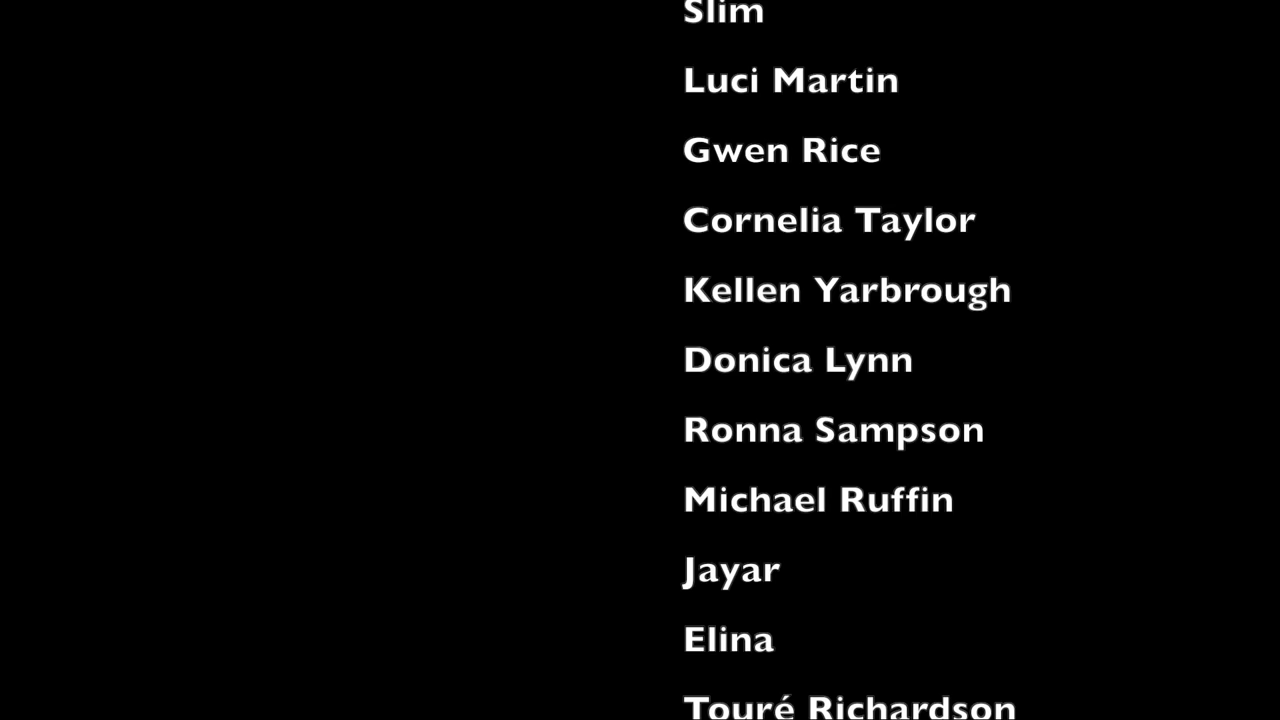 Slim
Luci Martin
Gwen Rice
Cornelia Taylor
Kellen Yarbrough
Donica Lynn
Ronna Sampson
Michael Ruffin
Jayar
Elina
Touré Richardson